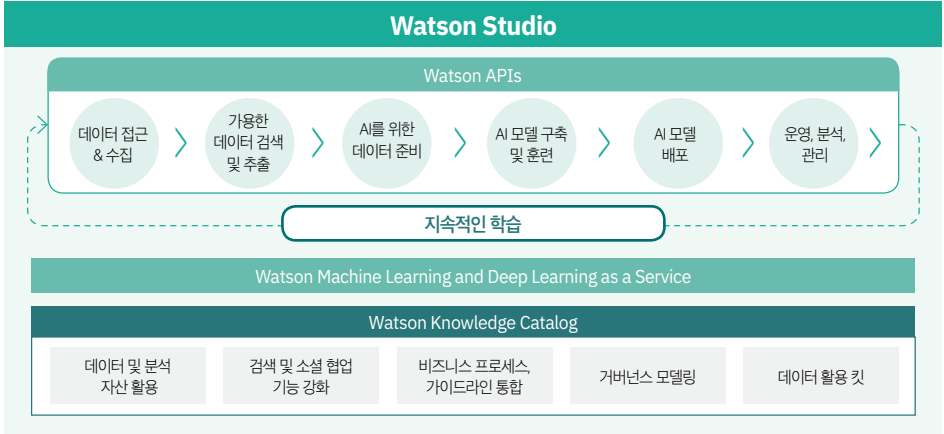 Watson Studio
Watson APIs
데이터 접근
& 수집
가용한
데이터 검색
및 추출
AI를 위한
데이터 준비
AI 모델 구축
및 훈련
AI 모델
배포
운영, 분석,
관리
지속적인 학습
Watson Machine Learning and Deep Learning as a Service
Watson Knowledge Catalog
데이터 및 분석
자산 활용
검색 및 소셜 협업
기능 강화
비즈니스 프로세스,
가이드라인 통합
거버넌스 모델링
데이터 활용 킷